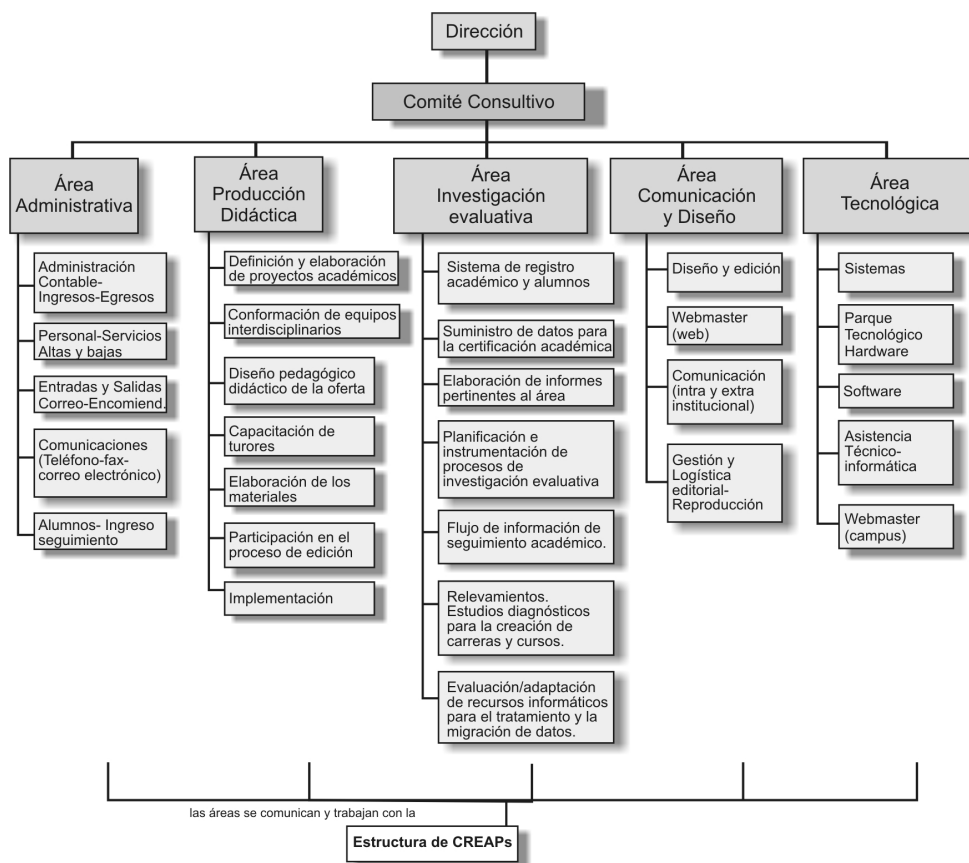 Dirección
Comité Consultivo
Área
Administrativa
Administración
Contable-
Ingresos-Egresos
Personal-Servicios
Altas y bajas
Entradas y Salidas
Correo-Encomiend.
Comunicaciones
(Teléfono-fax-
correo electrónico)
Alumnos- Ingreso
seguimiento
Área
Producción
Didáctica
Definición y elaboración
de proyectos académicos
Conformación de equipos
interdisciplinarios
Diseño pedagógico
didáctico de la oferta
Capacitación de
turores
Elaboración de los
materiales
Participación en el
proceso de edición
Implementación
Área
Investigación
evaluativa
Sistema de registro
académico y alumnos
Suministro de datos para
la certificación académica
Elaboración de informes
pertinentes al área
Planificación e
instrumentación de
procesos de
investigación evaluativa
Flujo de información de
seguimiento académico.
Relevamientos.
Estudios diagnósticos
para la creación de
carreras y cursos.
Evaluación/adaptación
de recursos informáticos
para el tratamiento y la
migración de datos.
Área
Comunicación
y Diseño
Diseño y edición
Webmaster
(web)
Comunicación
(intra y extra
institucional)
Gestión y
Logística
editorial-
Reproducción
Área
Tecnológica
Sistemas
Parque
Tecnológico
Hardware
Software
Asistencia
Técnico-
informática
Webmaster
(campus)
las áreas se comunican y trabajan con la
Estructura de CREAPs